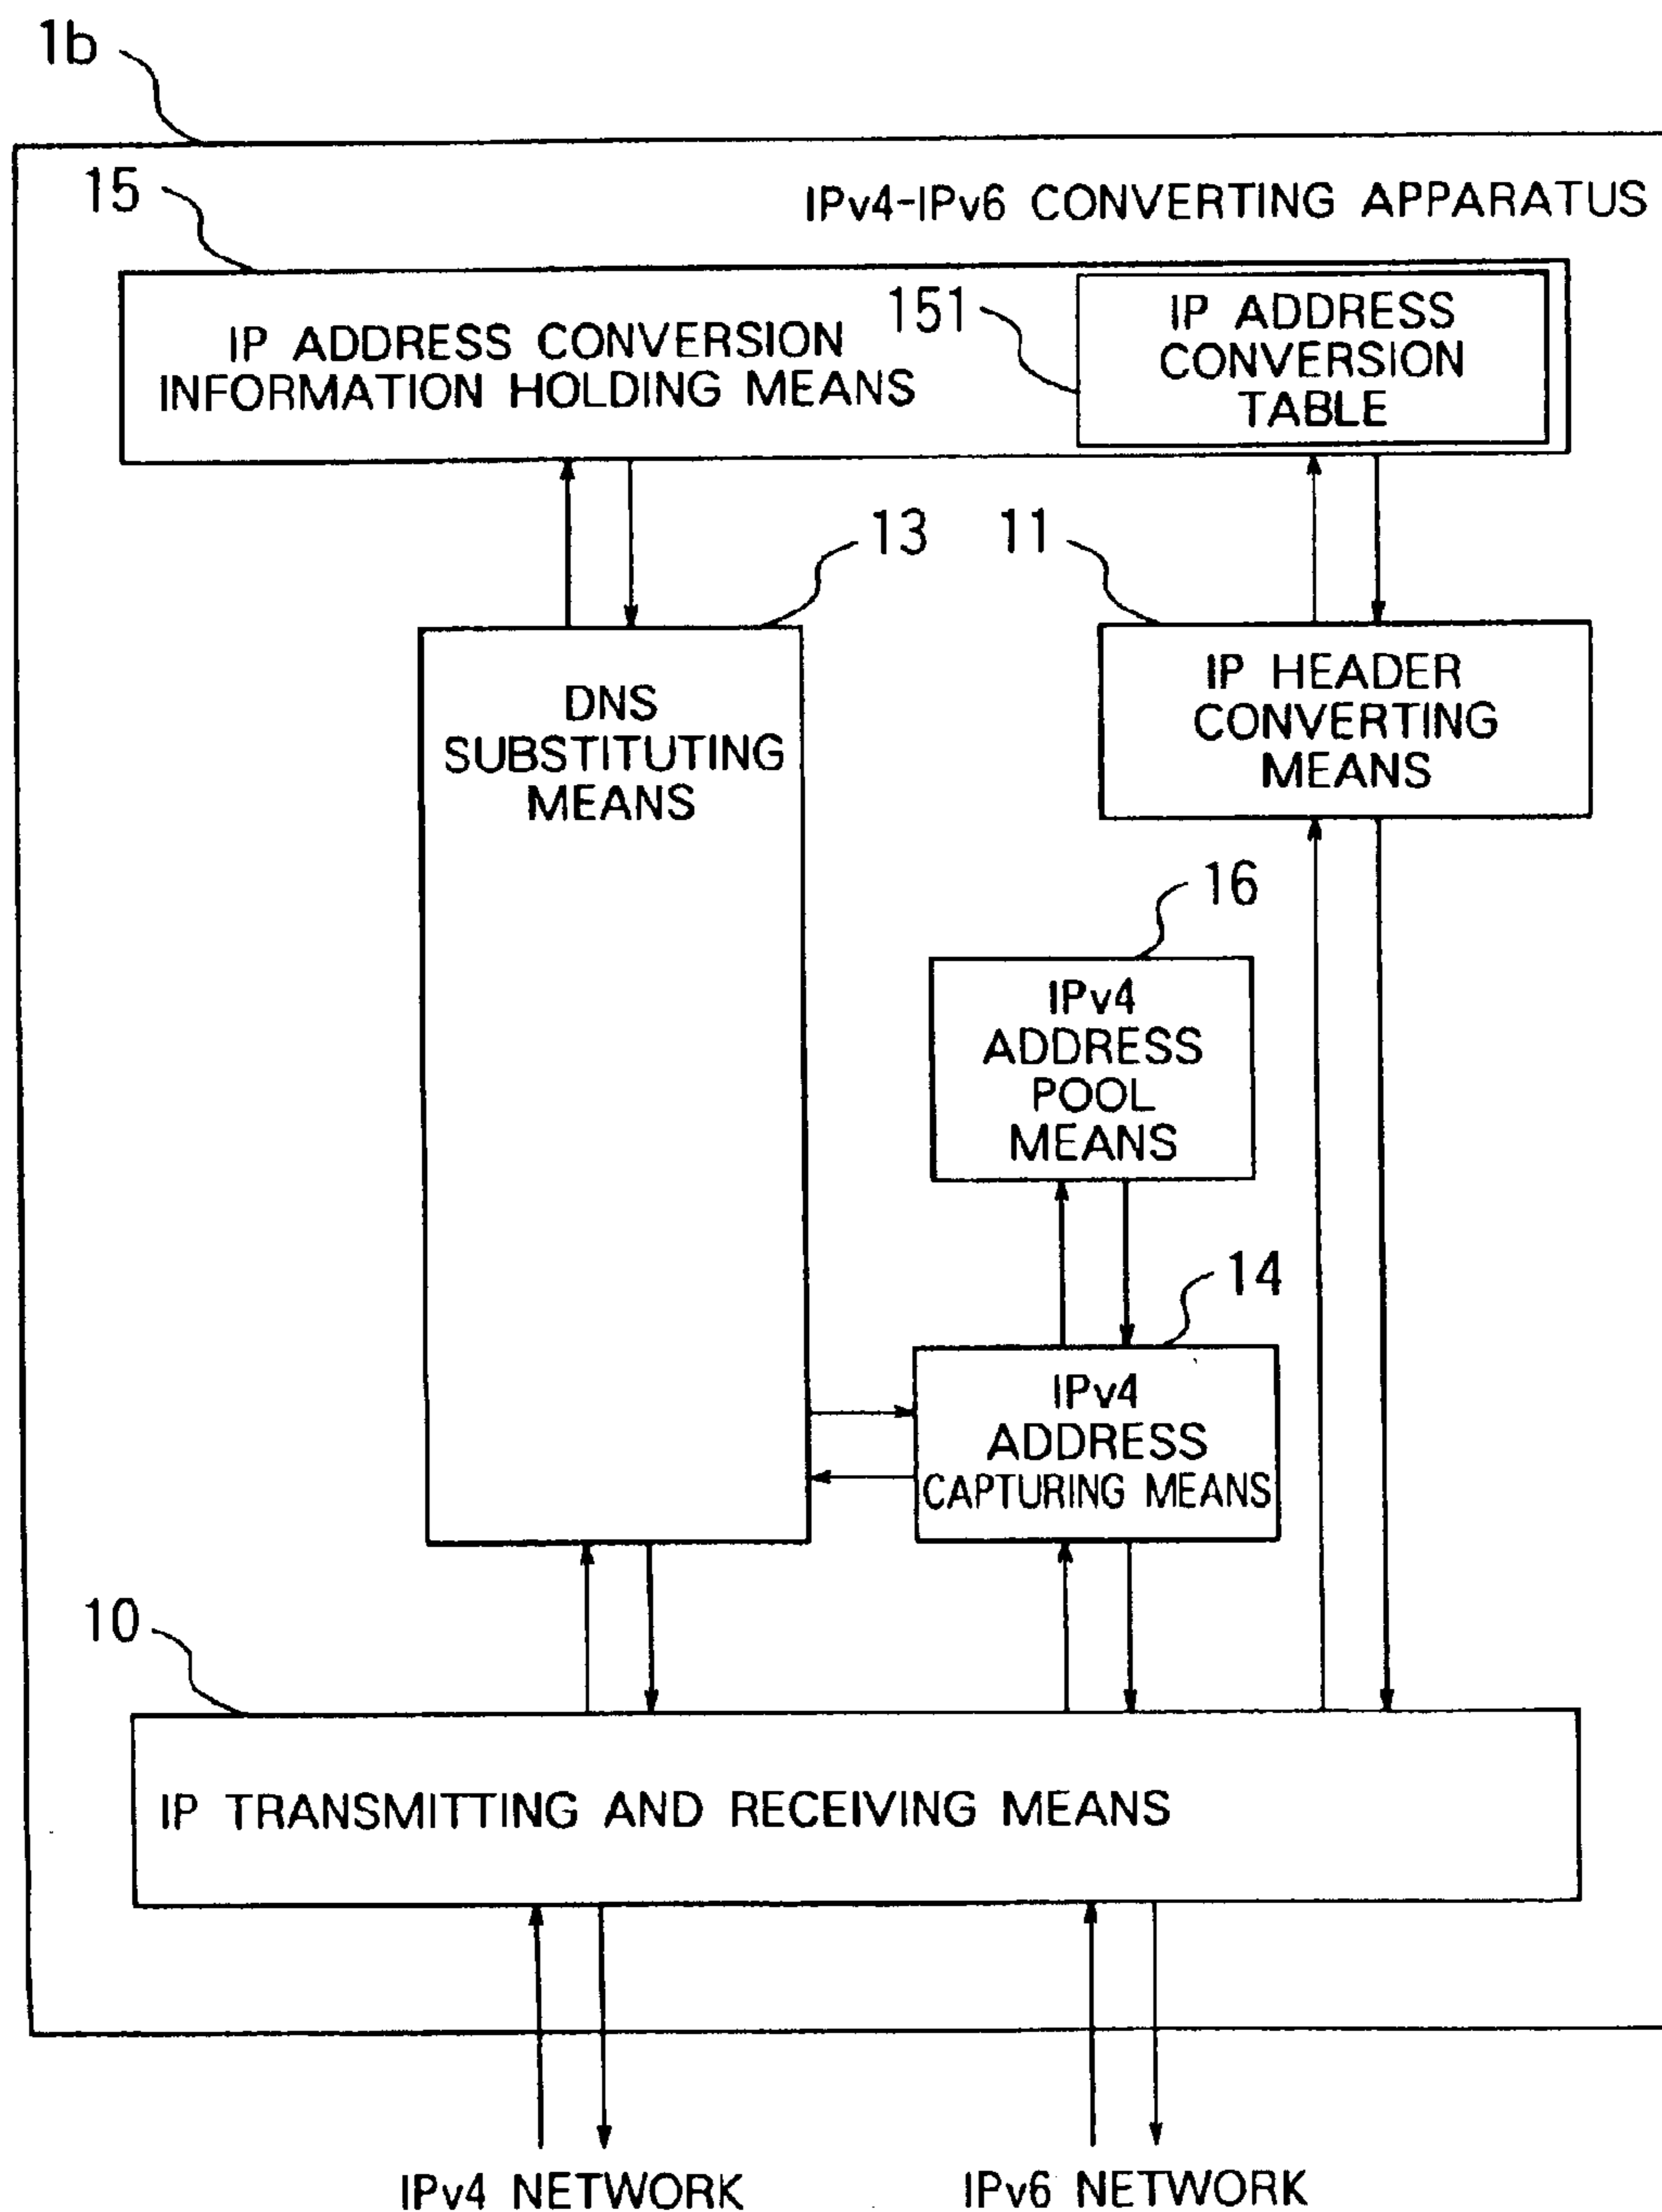 1b
15
IPv4-IPv6 CONVERTING APPARATUS
IP ADDRESS CONVERSION
INFORMATION HOLDING MEANS
151
IP ADDRESS
CONVERSION
TABLE
13
11
DNS
SUBSTITUTING
MEANS
IP HEADER
CONVERTING
MEANS
16
IPv4
ADDRESS
POOL
MEANS
14
IPv4
ADDRESS
CAPTURING MEANS
10
IP TRANSMITTING AND RECEIVING MEANS
IPv4 NETWORK
IPv6 NETWORK